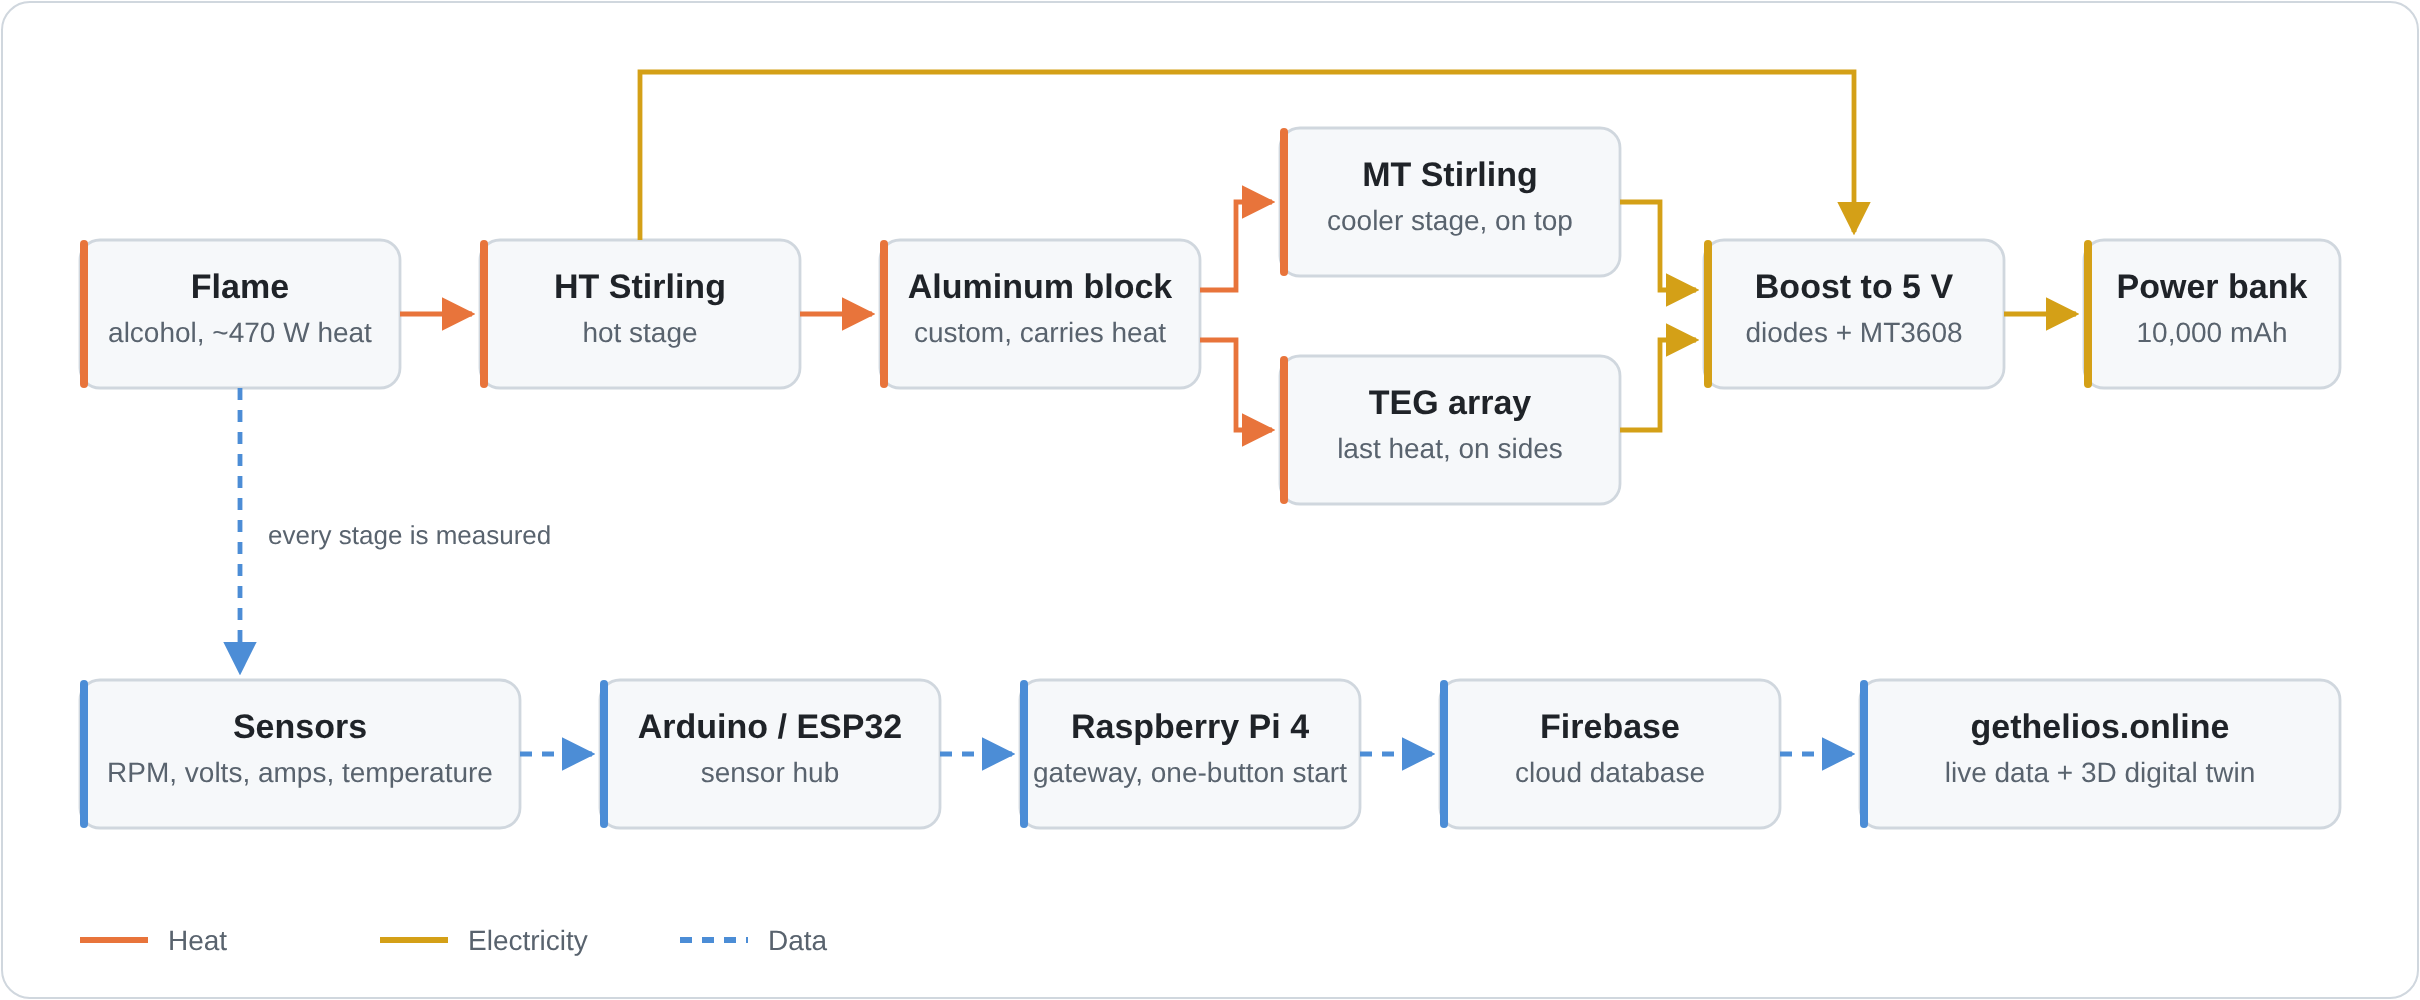 MT Stirling
cooler stage, on top
Flame
alcohol, ~470 W heat
HT Stirling
hot stage
Aluminum block
custom, carries heat
Boost to 5 V
diodes + MT3608
Power bank
10,000 mAh
TEG array
last heat, on sides
every stage is measured
Sensors
RPM, volts, amps, temperature
Arduino / ESP32
sensor hub
Raspberry Pi 4
gateway, one-button start
Firebase
cloud database
gethelios.online
live data + 3D digital twin
Heat
Electricity
Data